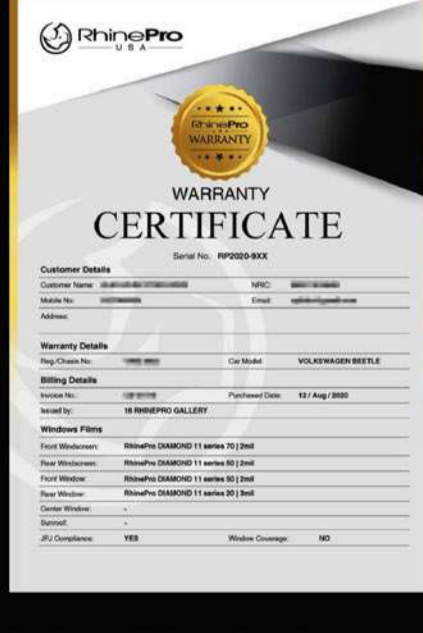 RhinePro
USA
RhinePro
WARRANTY
WARRANTY
CERTIFICATE
Serial No. RP2020-9XX
Customer Details
Customer Name: NRIC:
Mobile No: Email:
Address:
Warranty Details
Reg./Chasis No: Car Model: VOLKSWAGEN BEETLE
Billing Details
Invoice No.: Purchased Date: 12 / Aug / 2020
Issued by: 18 RHINEPRO GALLERY
Windows Films
Front Windscreen: RhinePro DIAMOND 11 series 70 | 2mil
Rear Windscreen: RhinePro DIAMOND 11 series 50 | 2mil
Front Window: RhinePro DIAMOND 11 series 50 | 2mil
Rear Window: RhinePro DIAMOND 11 series 20 | 3mil
Center Window: -
Sunroof: -
JPJ Compliance: YES Window Coverage: NO